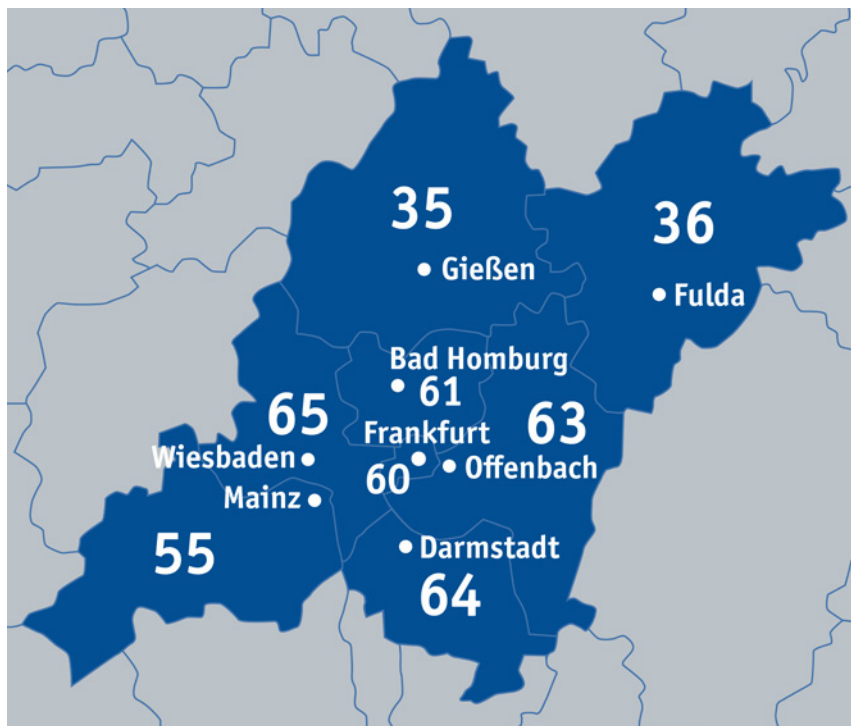 35
36
Gießen
Fulda
Bad Homburg
61
65
63
Frankfurt
Wiesbaden
60
Offenbach
Mainz
55
Darmstadt
64